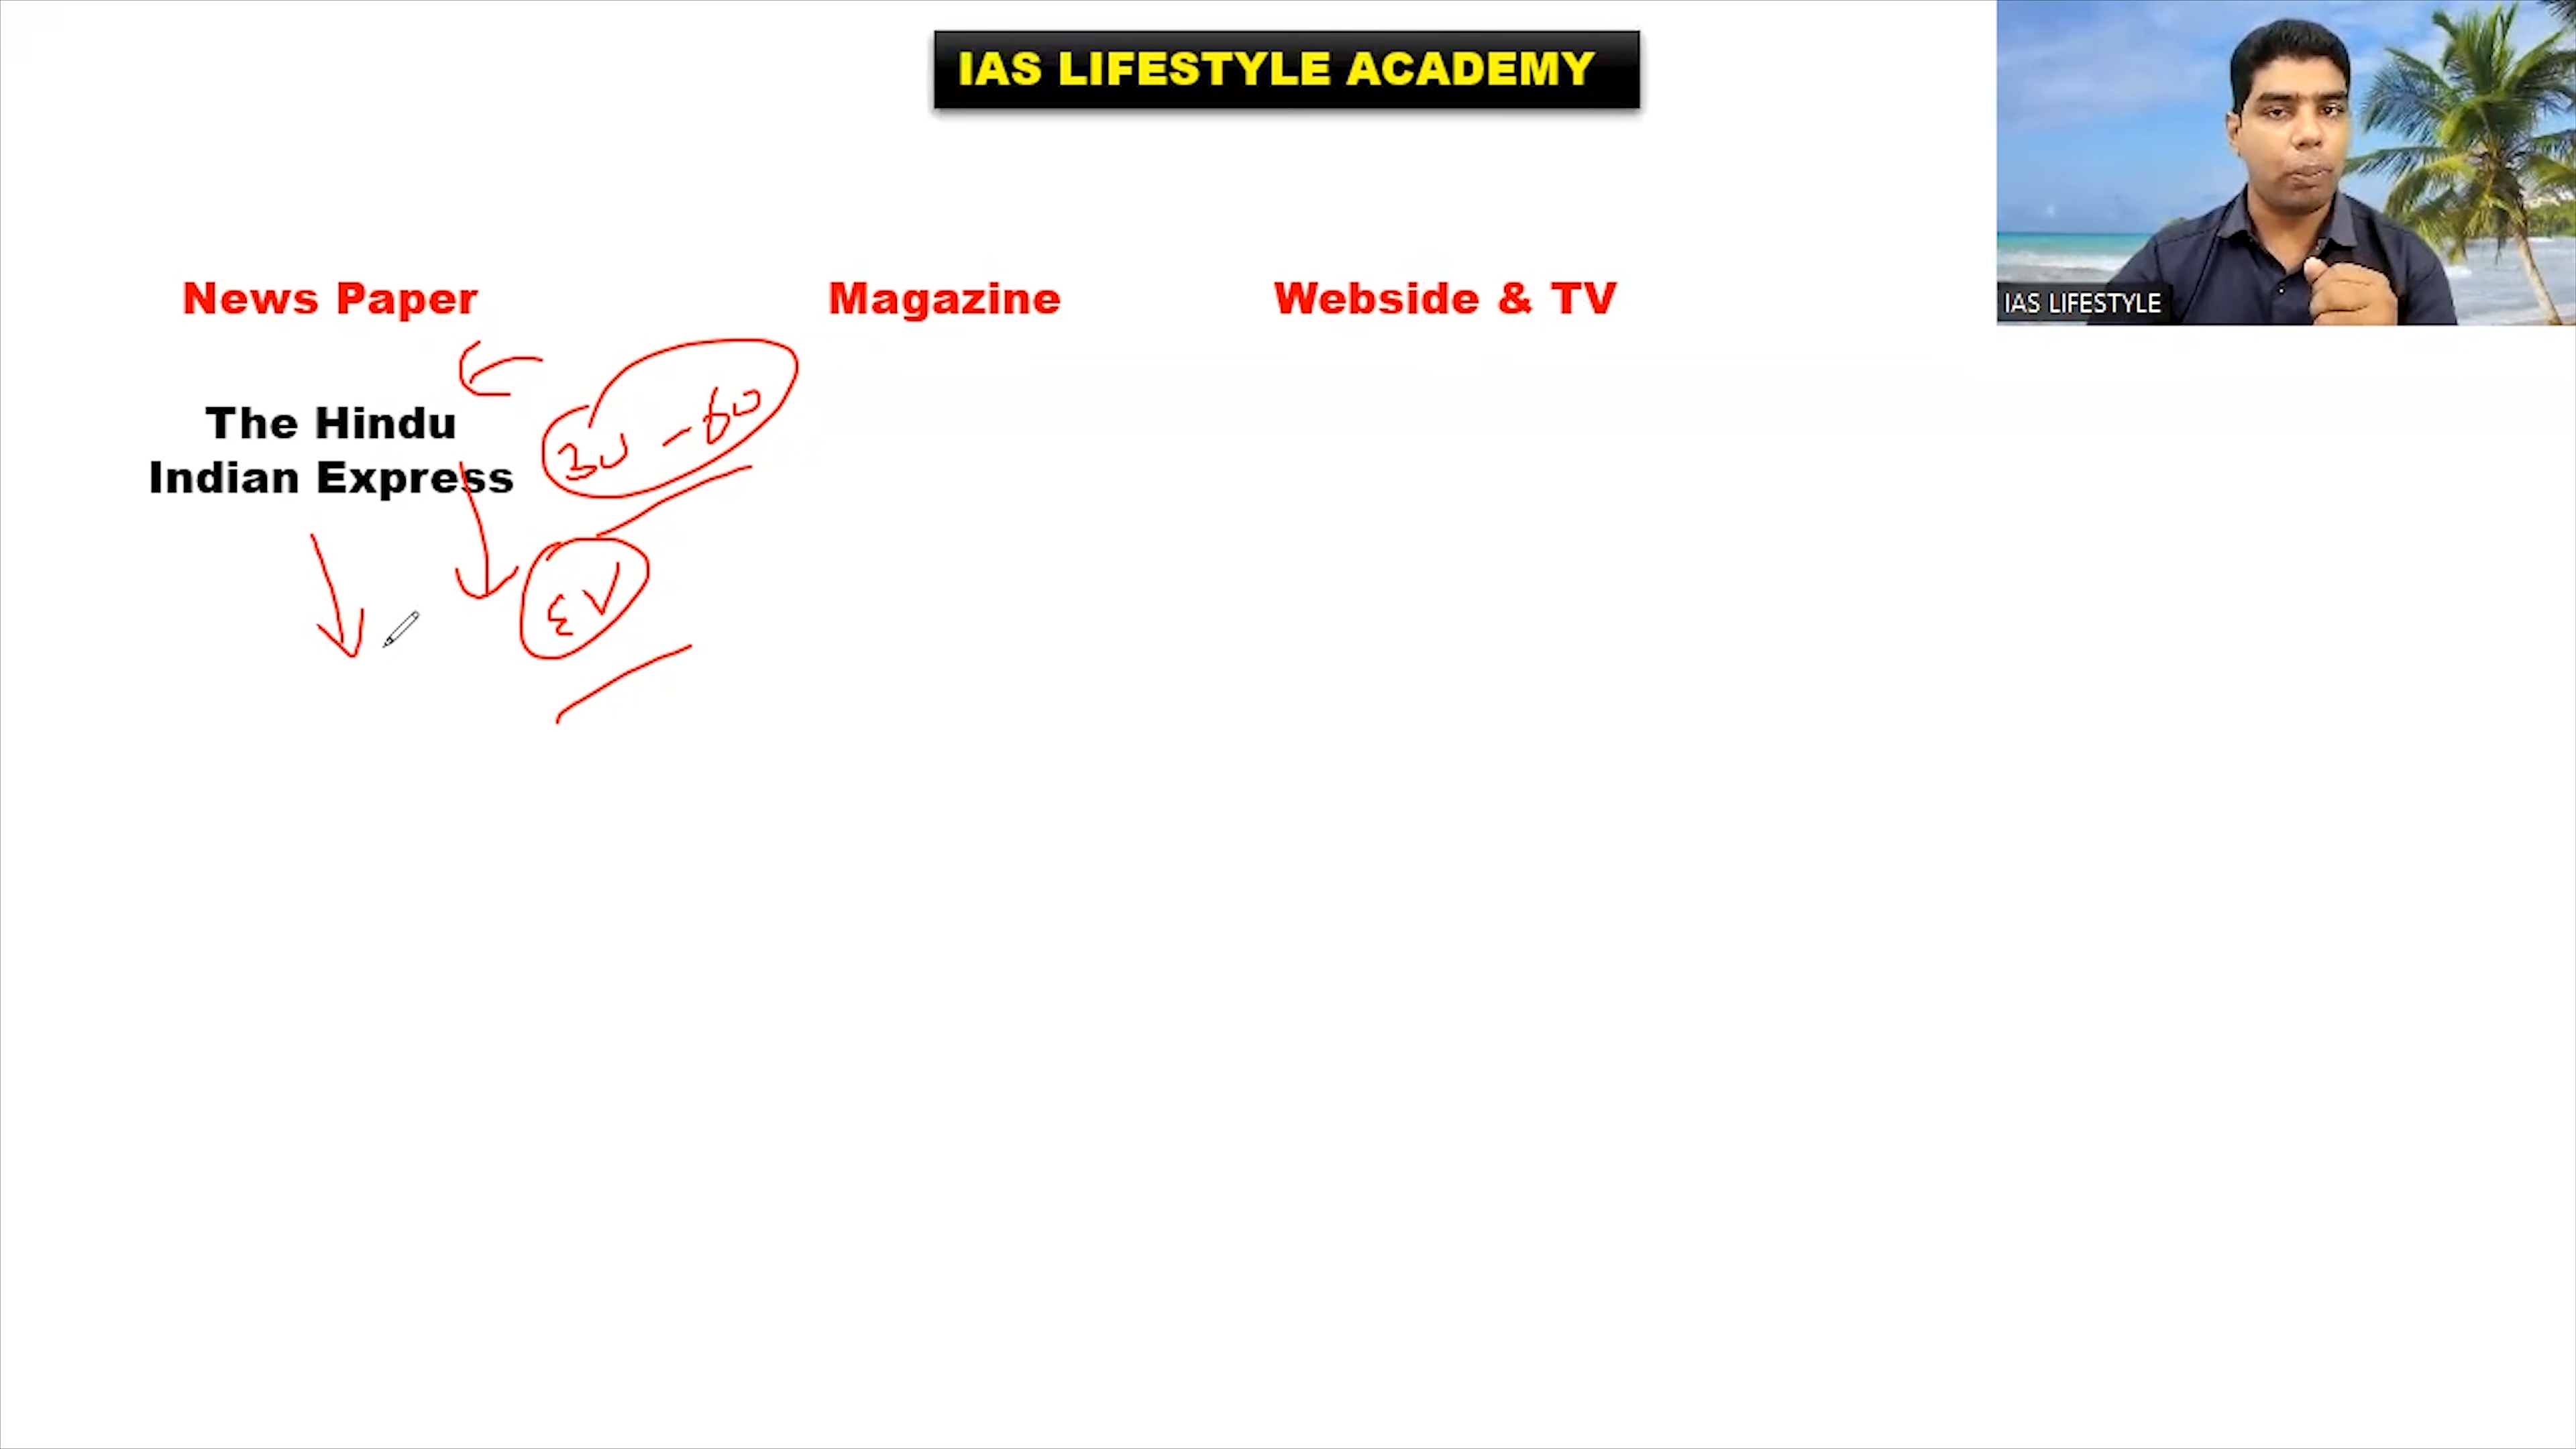 IAS LIFESTYLE ACADEMY
IAS LIFESTYLE
News Paper Magazine Webside & TV
The Hindu
Indian Express
30 - 60
EV